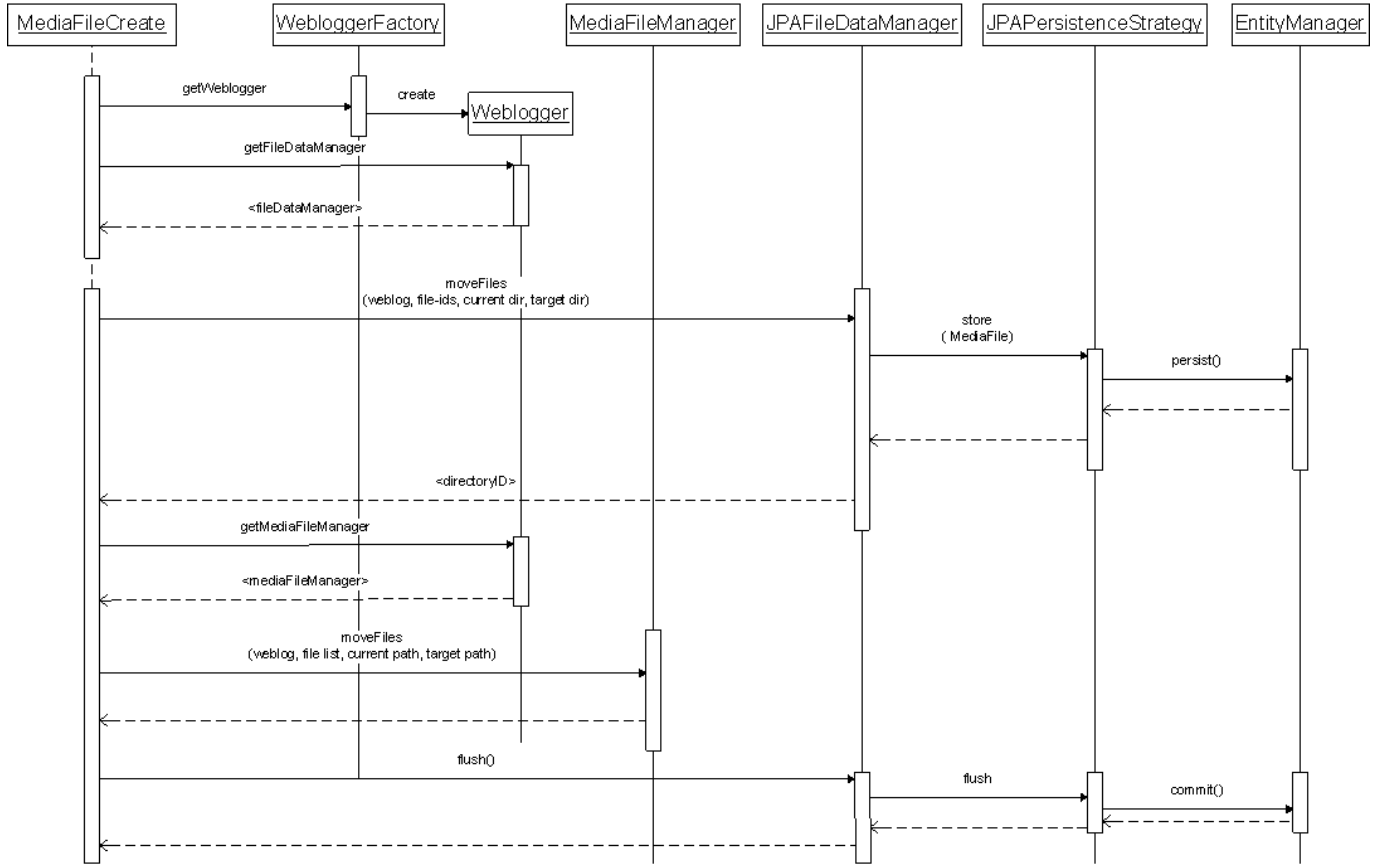 MediaFileCreate
WebloggerFactory
MediaFileManager
JPAFileDataManager
JPAPersistenceStrategy
EntityManager
getWeblogger
create
Weblogger
getFileDataManager
<fileDataManager>
moveFiles
(weblog, file-ids, current dir, target dir)
store
( MediaFile)
persist()
<directoryID>
getMediaFileManager
<mediaFileManager>
moveFiles
(weblog, file list, current path, target path)
flush()
flush
commit()